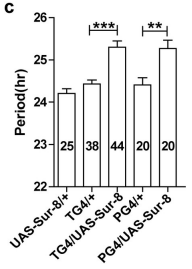 C
***
**
Period(hr)
26
25
24
23
22
25
38
44
20
20
UAS-Sur-8/+
TG4/+
TG4/UAS-Sur-8
PG4/+
PG4/UAS-Sur-8